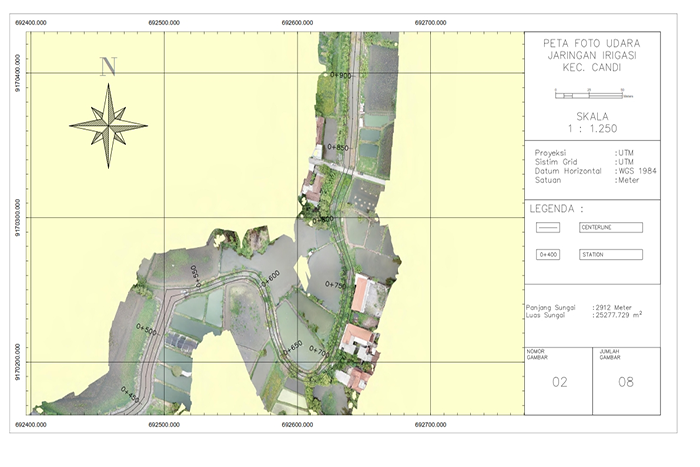 692400.000 692500.000 692600.000 692700.000
9170400.000
9170300.000
9170200.000
692400.000 692500.000 692600.000 692700.000
N
0+900
0+850
0+750
0+700
0+650
0+600
0+550
0+500
0+450
PETA FOTO UDARA
JARINGAN IRIGASI
KEC. CANDI
SKALA
1 : 1.250
Proyeksi :UTM
Sistim Grid :UTM
Datum Horizontal :WGS 1984
Satuan :Meter
LEGENDA :
CENTERLINE
0+400 STATION
Panjang Sungai :2912 Meter
Luas Sungai :25277.729 m²
NOMOR GAMBAR
02
JUMLAH GAMBAR
08